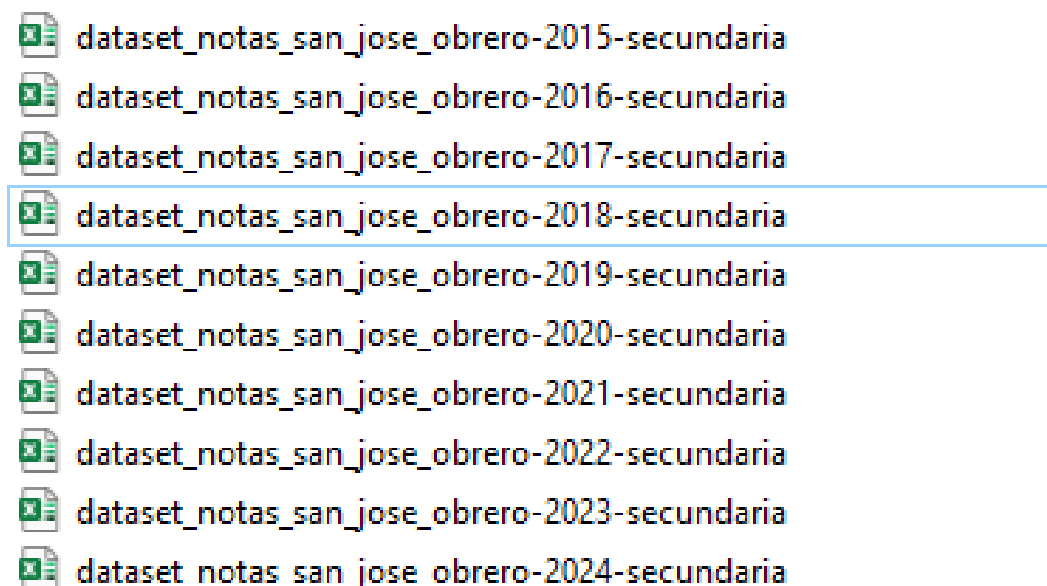 dataset_notas_san_jose_obrero-2015-secundaria
dataset_notas_san_jose_obrero-2016-secundaria
dataset_notas_san_jose_obrero-2017-secundaria
dataset_notas_san_jose_obrero-2018-secundaria
dataset_notas_san_jose_obrero-2019-secundaria
dataset_notas_san_jose_obrero-2020-secundaria
dataset_notas_san_jose_obrero-2021-secundaria
dataset_notas_san_jose_obrero-2022-secundaria
dataset_notas_san_jose_obrero-2023-secundaria
dataset_notas_san_jose_obrero-2024-secundaria